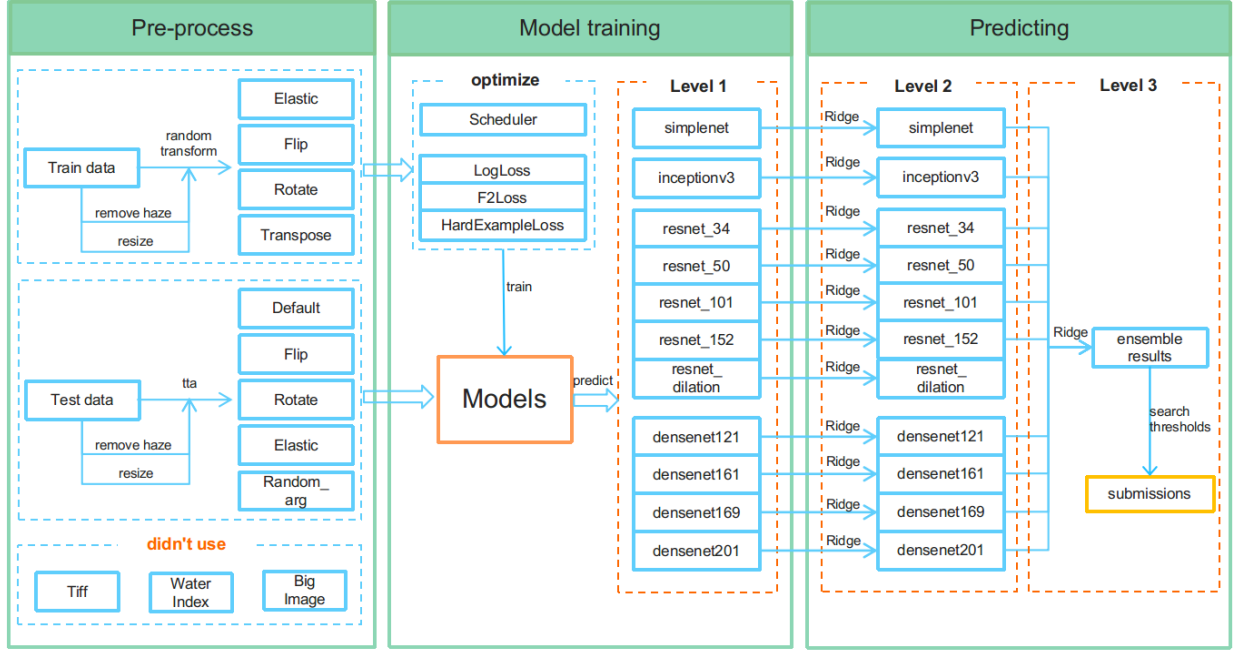 Pre-process
Train data
random
transform
remove haze
resize
Elastic
Flip
Rotate
Transpose
Test data
tta
remove haze
resize
Default
Flip
Rotate
Elastic
Random_
arg
didn't use
Tiff
Water
Index
Big
Image
Model training
optimize
Scheduler
LogLoss
F2Loss
HardExampleLoss
train
Models
predict
Level 1
simplenet
inceptionv3
resnet_34
resnet_50
resnet_101
resnet_152
resnet_
dilation
densenet121
densenet161
densenet169
densenet201
Predicting
Ridge
Ridge
Ridge
Ridge
Ridge
Ridge
Ridge
Ridge
Ridge
Ridge
Ridge
Level 2
simplenet
inceptionv3
resnet_34
resnet_50
resnet_101
resnet_152
resnet_
dilation
densenet121
densenet161
densenet169
densenet201
Level 3
Ridge
ensemble
results
search
thresholds
submissions